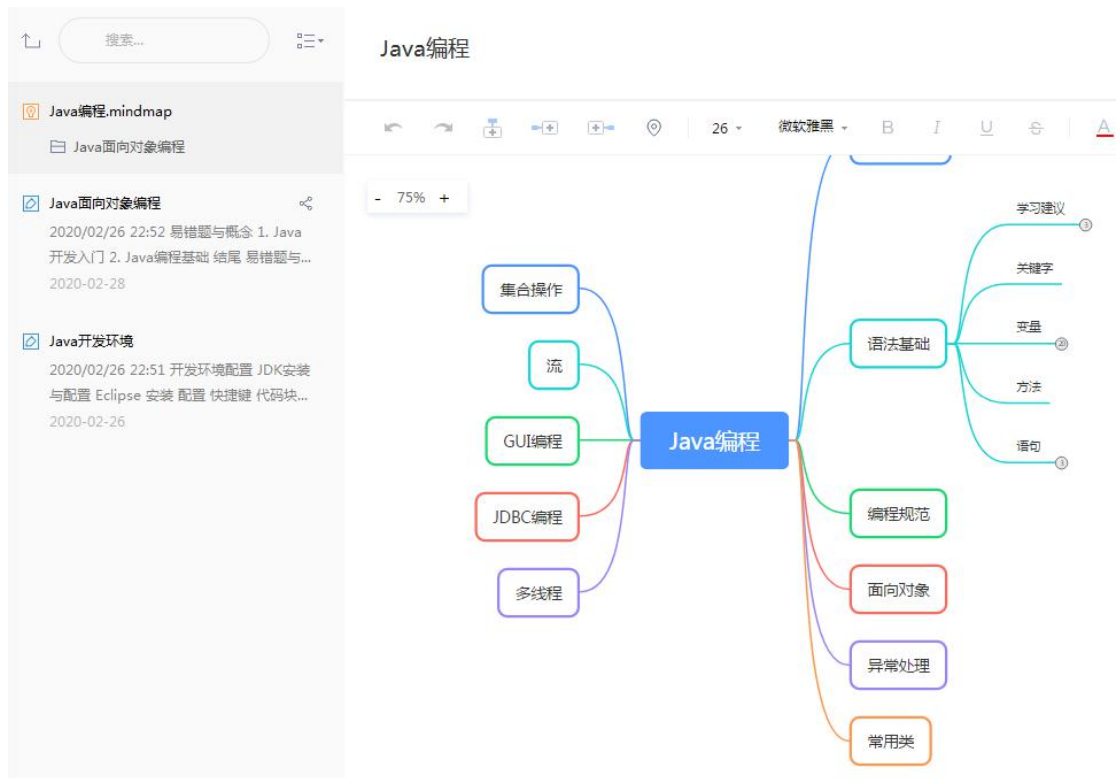 搜索...
Java编程.mindmap
Java面向对象编程
Java面向对象编程
2020/02/26 22:52 易错题与概念 1. Java
开发入门 2. Java编程基础 结尾 易错题与...
2020-02-28
Java开发环境
2020/02/26 22:51 开发环境配置 JDK安装
与配置 Eclipse 安装 配置 快捷键 代码块...
2020-02-26
Java编程
26
微软雅黑
B
I
U
S
A
- 75% +
集合操作
流
GUI编程
JDBC编程
多线程
Java编程
语法基础
学习建议
3
关键字
变量
20
方法
语句
3
编程规范
面向对象
异常处理
常用类